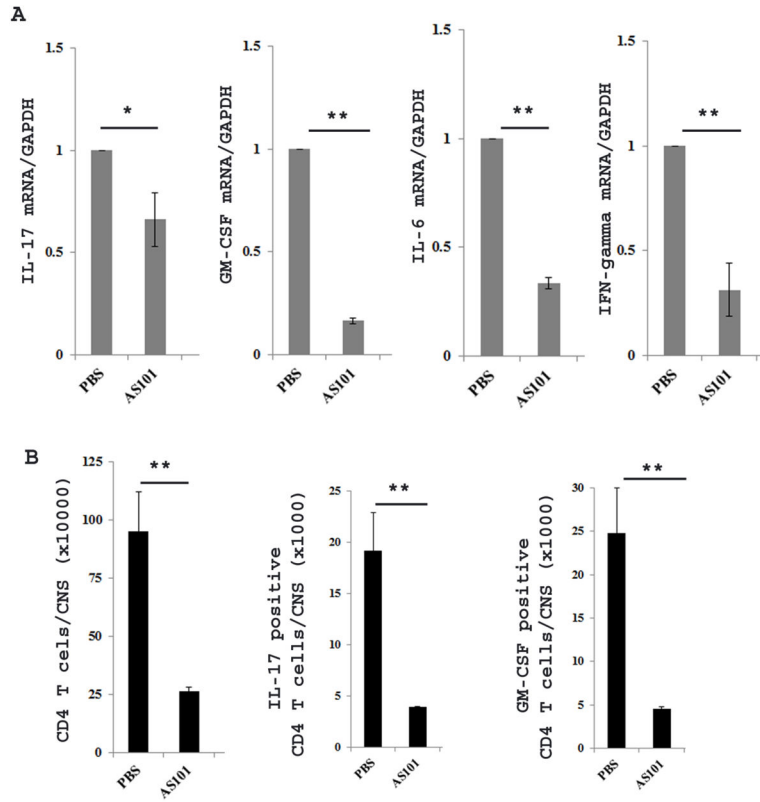 A
IL-17 mRNA/GAPDH
1.5
1
0.5
0
*
PBS
AS101
GM-CSF mRNA/GAPDH
1.5
1
0.5
0
**
PBS
AS101
IL-6 mRNA/GAPDH
1.5
1
0.5
0
**
PBS
AS101
IFN-gamma mRNA/GAPDH
1.5
1
0.5
0
**
PBS
AS101
B
CD4 T cels/CNS (x10000)
125
100
75
50
25
0
**
PBS
AS101
IL-17 positive
CD4 T cells/CNS (x1000)
25
20
15
10
5
0
**
PBS
AS101
GM-CSF positive
CD4 T cells/CNS (x1000)
30
25
20
15
10
5
0
**
PBS
AS101